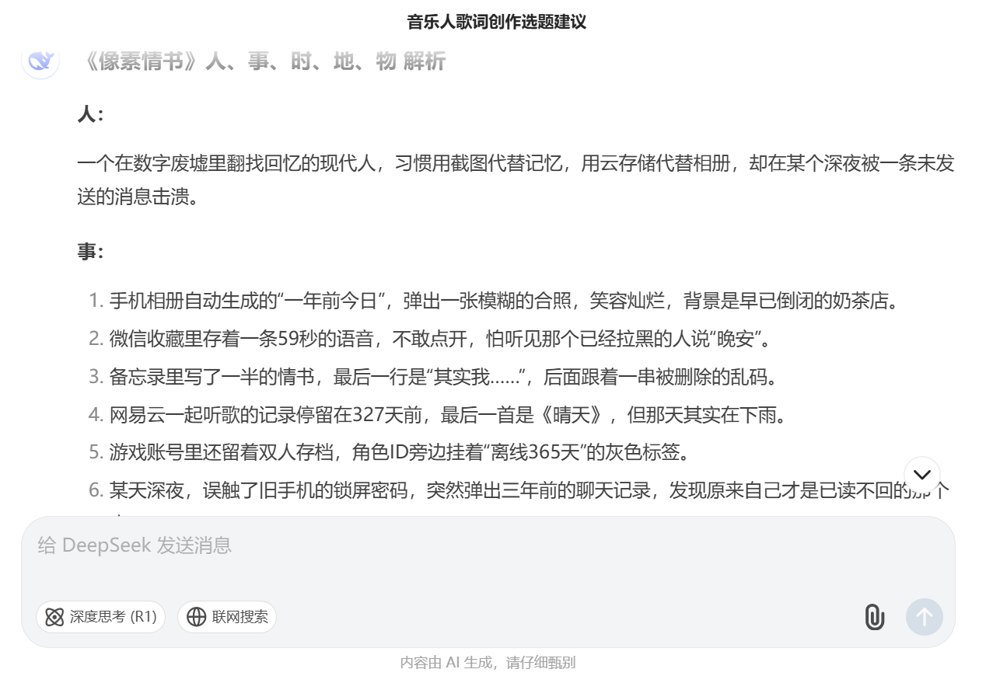 音乐人歌词创作选题建议
《像素情书》人、事、时、地、物 解析
人：
一个在数字废墟里翻找回忆的现代人，习惯用截图代替记忆，用云存储代替相册，却在某个深夜被一条未发
送的消息击溃。
事：
1. 手机相册自动生成的“一年前今日”，弹出一张模糊的合照，笑容灿烂，背景是早已倒闭的奶茶店。
2. 微信收藏里存着一条59秒的语音，不敢点开，怕听见那个已经拉黑的人说“晚安”。
3. 备忘录里写了一半的情书，最后一行是“其实我……”，后面跟着一串被删除的乱码。
4. 网易云一起听歌的记录停留在327天前，最后一首是《晴天》，但那天其实在下雨。
5. 游戏账号里还留着双人存档，角色ID旁边挂着“离线365天”的灰色标签。
6. 某天深夜，误触了旧手机的锁屏密码，突然弹出三年前的聊天记录，发现原来自己才是已读不回的那个
给 DeepSeek 发送消息
深度思考 (R1)
联网搜索
内容由 AI 生成，请仔细甄别